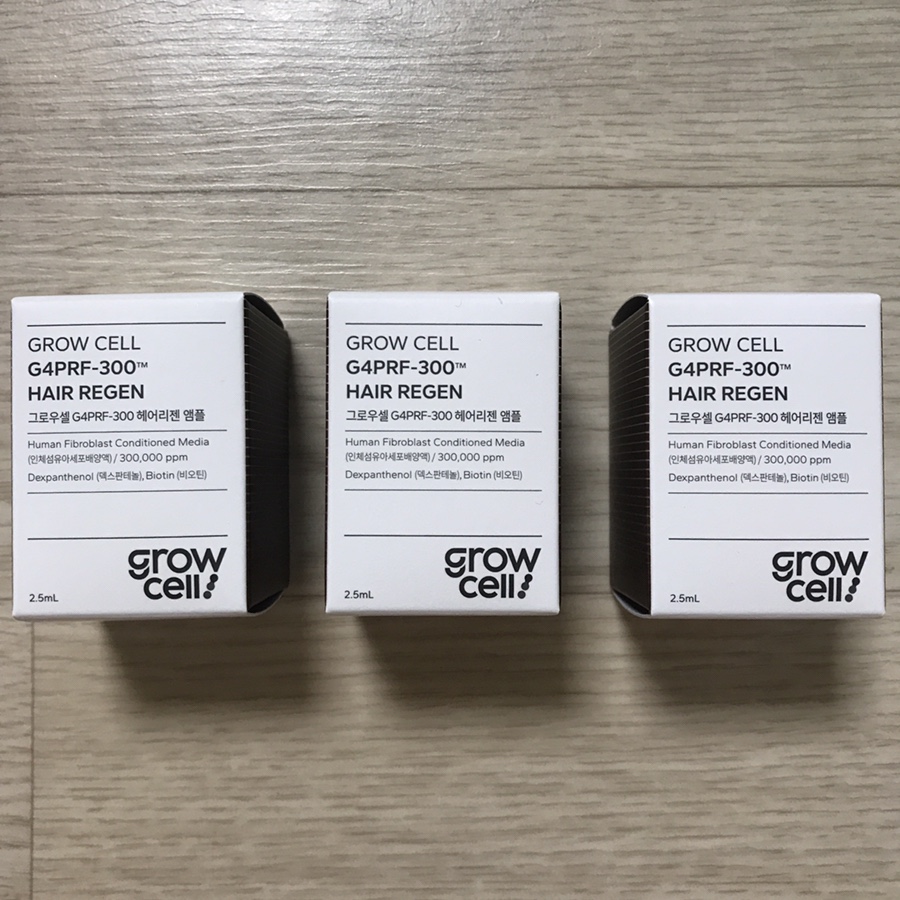 GROW CELL
G4PRF-300™
HAIR REGEN
그로우셀 G4PRF-300 헤어리젠 앰플
Human Fibroblast Conditioned Media
(인체섬유아세포배양액) / 300,000 ppm
Dexpanthenol (덱스판테놀), Biotin (비오틴)
grow
cell
2.5mL
GROW CELL
G4PRF-300™
HAIR REGEN
그로우셀 G4PRF-300 헤어리젠 앰플
Human Fibroblast Conditioned Media
(인체섬유아세포배양액) / 300,000 ppm
Dexpanthenol (덱스판테놀), Biotin (비오틴)
grow
cell
2.5mL
GROW CELL
G4PRF-300™
HAIR REGEN
그로우셀 G4PRF-300 헤어리젠 앰플
Human Fibroblast Conditioned Media
(인체섬유아세포배양액) / 300,000 ppm
Dexpanthenol (덱스판테놀), Biotin (비오틴)
grow
cell
2.5mL